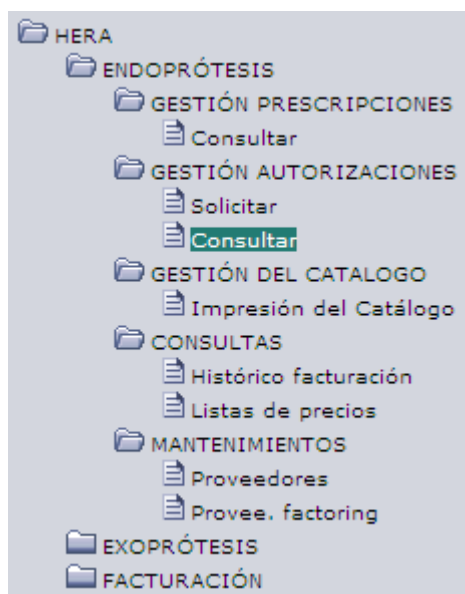 HERA
ENDOPRÓTESIS
GESTIÓN PRESCRIPCIONES
Consultar
GESTIÓN AUTORIZACIONES
Solicitar
Consultar
GESTIÓN DEL CATALOGO
Impresión del Catálogo
CONSULTAS
Histórico facturación
Listas de precios
MANTENIMIENTOS
Proveedores
Provee. factoring
EXOPRÓTESIS
FACTURACIÓN